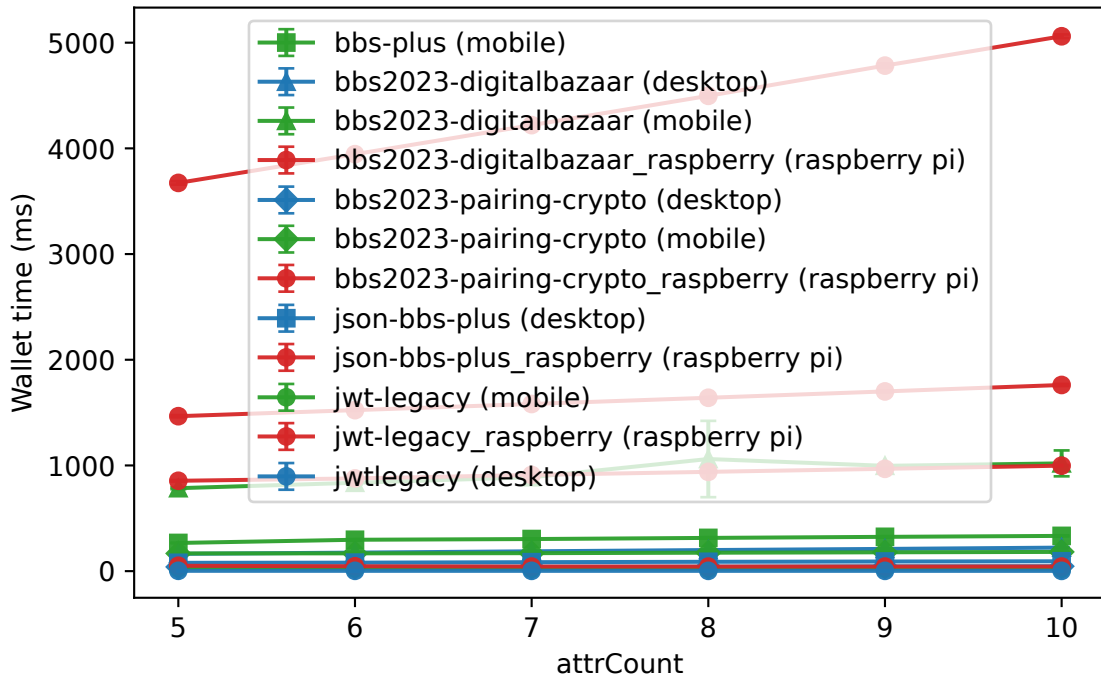 5000
4000
3000
2000
1000
0
Wallet time (ms)
bbs-plus (mobile)
bbs2023-digitalbazaar (desktop)
bbs2023-digitalbazaar (mobile)
bbs2023-digitalbazaar_raspberry (raspberry pi)
bbs2023-pairing-crypto (desktop)
bbs2023-pairing-crypto (mobile)
bbs2023-pairing-crypto_raspberry (raspberry pi)
json-bbs-plus (desktop)
json-bbs-plus_raspberry (raspberry pi)
jwt-legacy (mobile)
jwt-legacy_raspberry (raspberry pi)
jwtlegacy (desktop)
5 6 7 8 9 10
attrCount